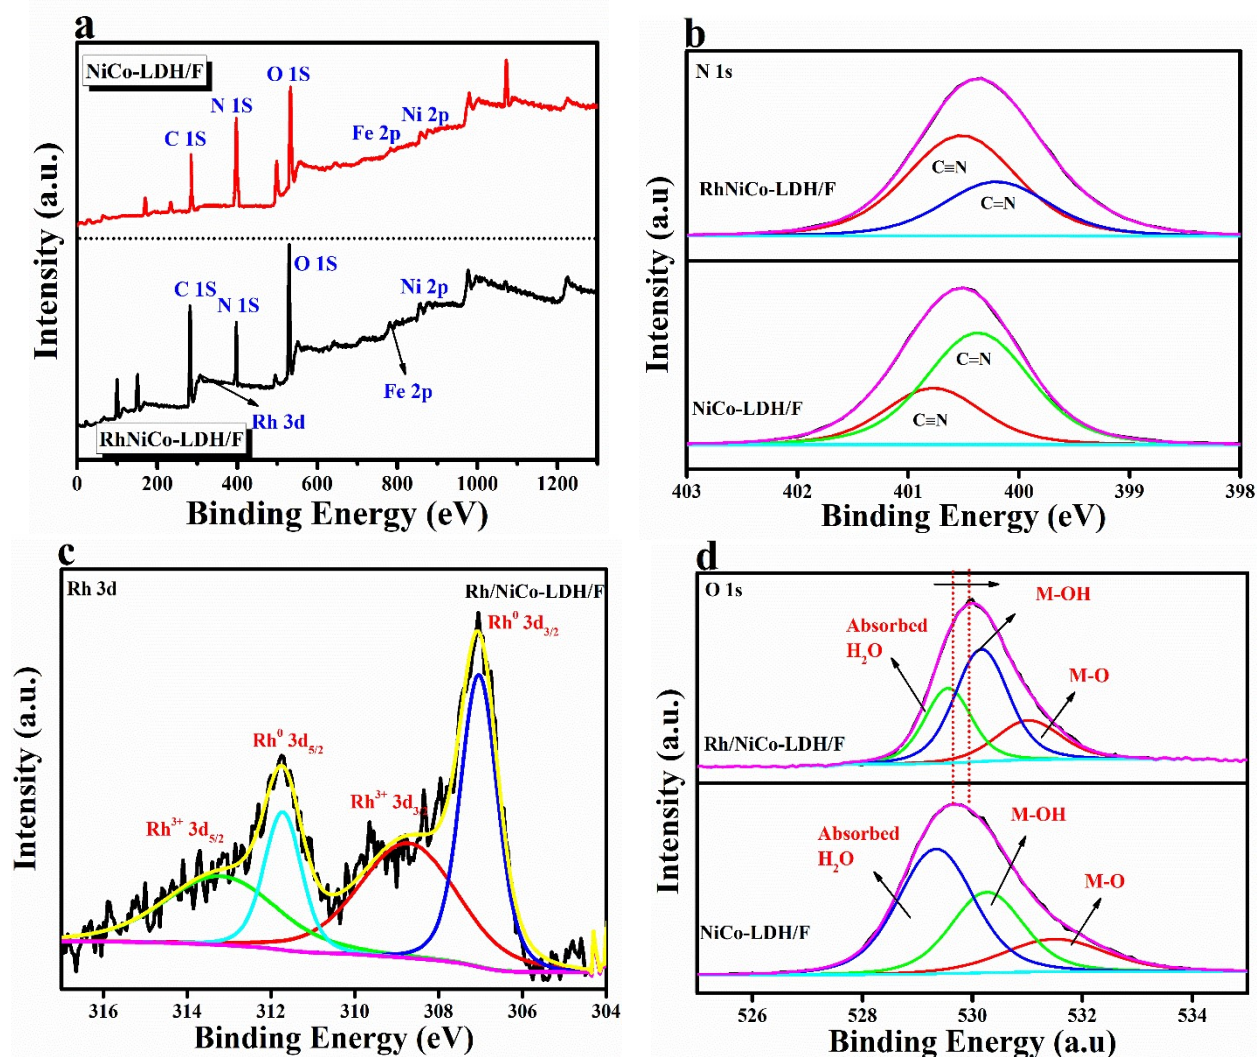 a
NiCo-LDH/F
O 1S
N 1S
C 1S
Fe 2p
Ni 2p
O 1S
C 1S
N 1S
Ni 2p
Fe 2p
Rh 3d
RhNiCo-LDH/F
0 200 400 600 800 1000 1200
Binding Energy (eV)
Intensity (a.u.)
b
N 1s
C≡N
C=N
RhNiCo-LDH/F
C=N
C≡N
NiCo-LDH/F
403 402 401 400 399 398
Binding Energy (eV)
Intensity (a.u)
c
Rh 3d
Rh/NiCo-LDH/F
Rh⁰ 3d₃/₂
Rh⁰ 3d₅/₂
Rh³⁺ 3d₃/₂
Rh³⁺ 3d₅/₂
316 314 312 310 308 306 304
Binding Energy (eV)
Intensity (a.u.)
d
O 1s
M-OH
Absorbed
H₂O
M-O
Rh/NiCo-LDH/F
M-OH
Absorbed
H₂O
M-O
NiCo-LDH/F
526 528 530 532 534
Binding Energy (a.u)
Intensity (a.u.)